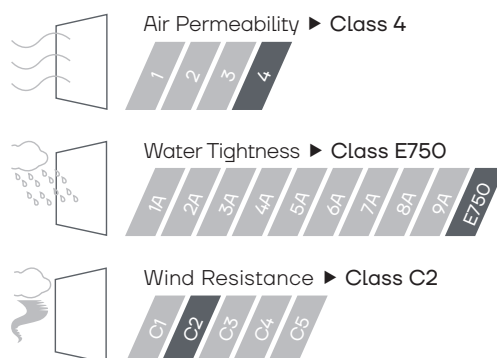 Air Permeability ▶ Class 4
1 2 3 4
Water Tightness ▶ Class E750
1A 2A 3A 4A 5A 6A 7A 8A 9A E750
Wind Resistance ▶ Class C2
C1 C2 C3 C4 C5